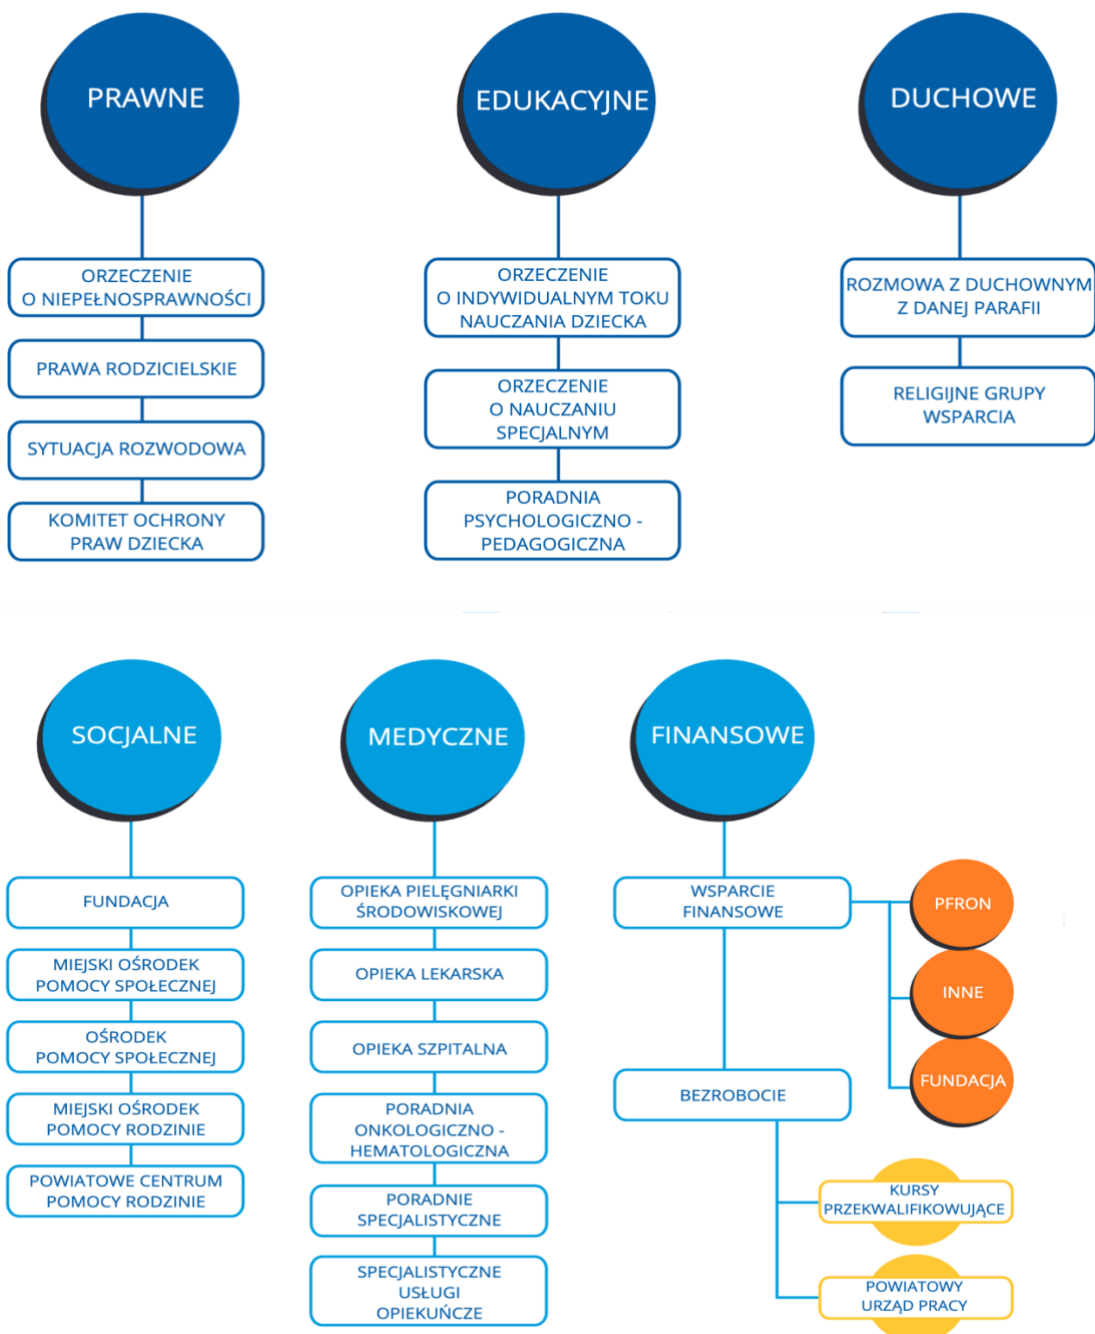 PRAWNE
ORZECZENIE
O NIEPEŁNOSPRAWNOŚCI
PRAWA RODZICIELSKIE
SYTUACJA ROZWODOWA
KOMITET OCHRONY
PRAW DZIECKA
EDUKACYJNE
ORZECZENIE
O INDYWIDUALNYM TOKU
NAUCZANIA DZIECKA
ORZECZENIE
O NAUCZANIU
SPECJALNYM
PORADNIA
PSYCHOLOGICZNO -
PEDAGOGICZNA
DUCHOWE
ROZMOWA Z DUCHOWNYM
Z DANEJ PARAFII
RELIGIJNE GRUPY
WSPARCIA
SOCJALNE
FUNDACJA
MIEJSKI OŚRODEK
POMOCY SPOŁECZNEJ
OŚRODEK
POMOCY SPOŁECZNEJ
MIEJSKI OŚRODEK
POMOCY RODZINIE
POWIATOWE CENTRUM
POMOCY RODZINIE
MEDYCZNE
OPIEKA PIELĘGNIARKI
ŚRODOWISKOWEJ
OPIEKA LEKARSKA
OPIEKA SZPITALNA
PORADNIA
ONKOLOGICZNO -
HEMATOLOGICZNA
PORADNIE
SPECJALISTYCZNE
SPECJALISTYCZNE
USŁUGI
OPIEKUŃCZE
FINANSOWE
WSPARCIE
FINANSOWE
PFRON
INNE
FUNDACJA
BEZROBOCIE
KURSY
PRZEKWALIFIKOWUJĄCE
POWIATOWY
URZĄD PRACY